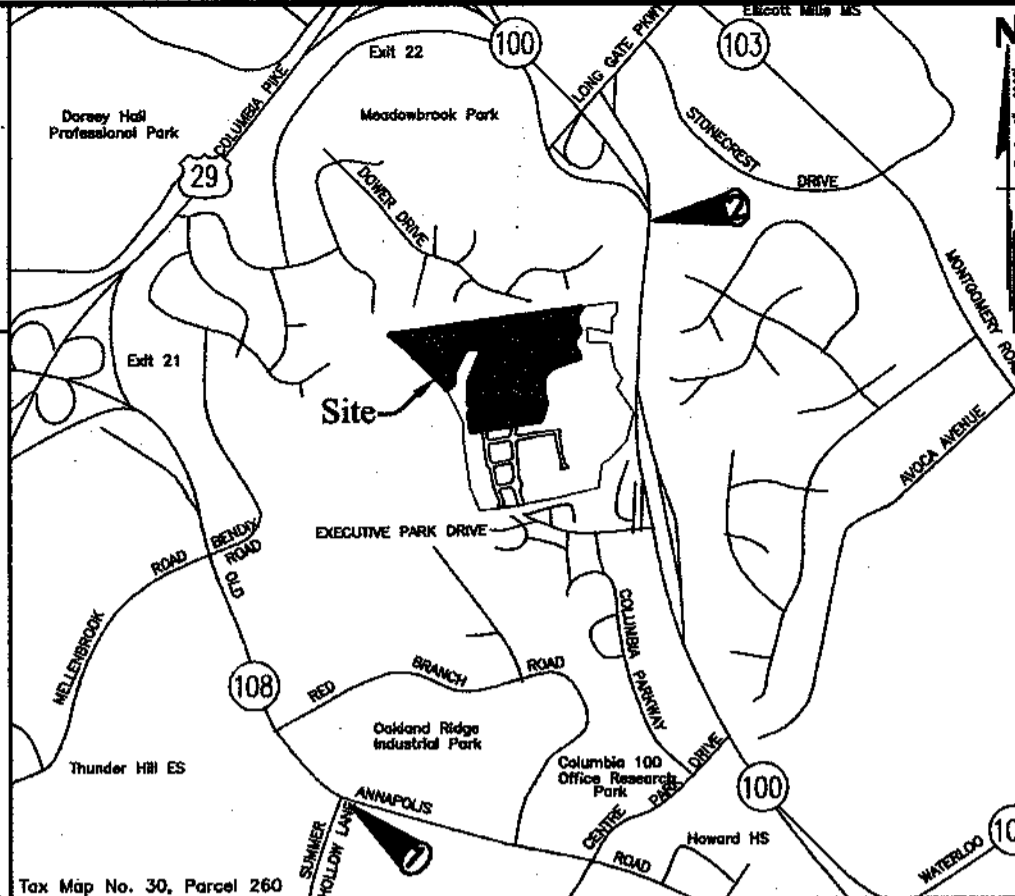 Ellicott Mills MS
N
100
103
Exit 22
LONG GATE PKWY
COLUMBIA PIKE
Dorsey Hall
Professional Park
Meadowbrook Park
STONECREST
DRIVE
29
DOWER DRIVE
2
MONTGOMERY ROAD
Exit 21
Site
AVOCA AVENUE
EXECUTIVE PARK DRIVE
BENDIX
ROAD
ROAD
OLD
MELLENBROOK
COLUMBIA PARKWAY
108
RED
BRANCH
ROAD
Oakland Ridge
Industrial Park
Thunder Hill ES
Columbia 100
Office Research
Park
CENTRE PARK DRIVE
100
ANNAPOLIS
ROAD
SUMMER
HOLLOW LANE
1
Howard HS
WATERLOO
10
Tax Map No. 30, Parcel 260